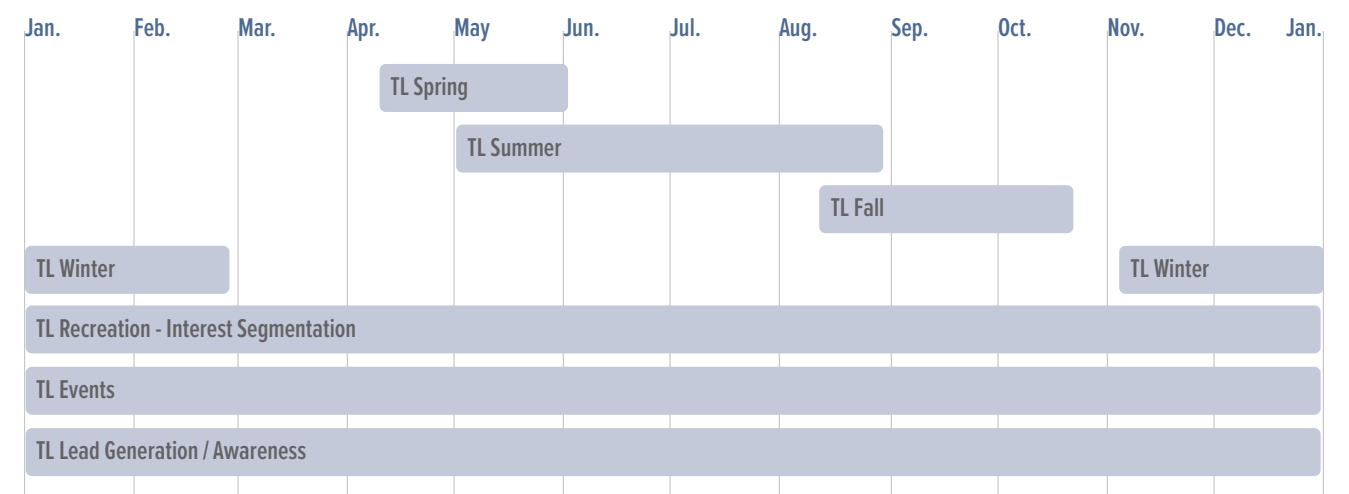 Jan. Feb. Mar. Apr. May Jun. Jul. Aug. Sep. Oct. Nov. Dec. Jan.
TL Spring
TL Summer
TL Fall
TL Winter TL Winter
TL Recreation - Interest Segmentation
TL Events
TL Lead Generation / Awareness